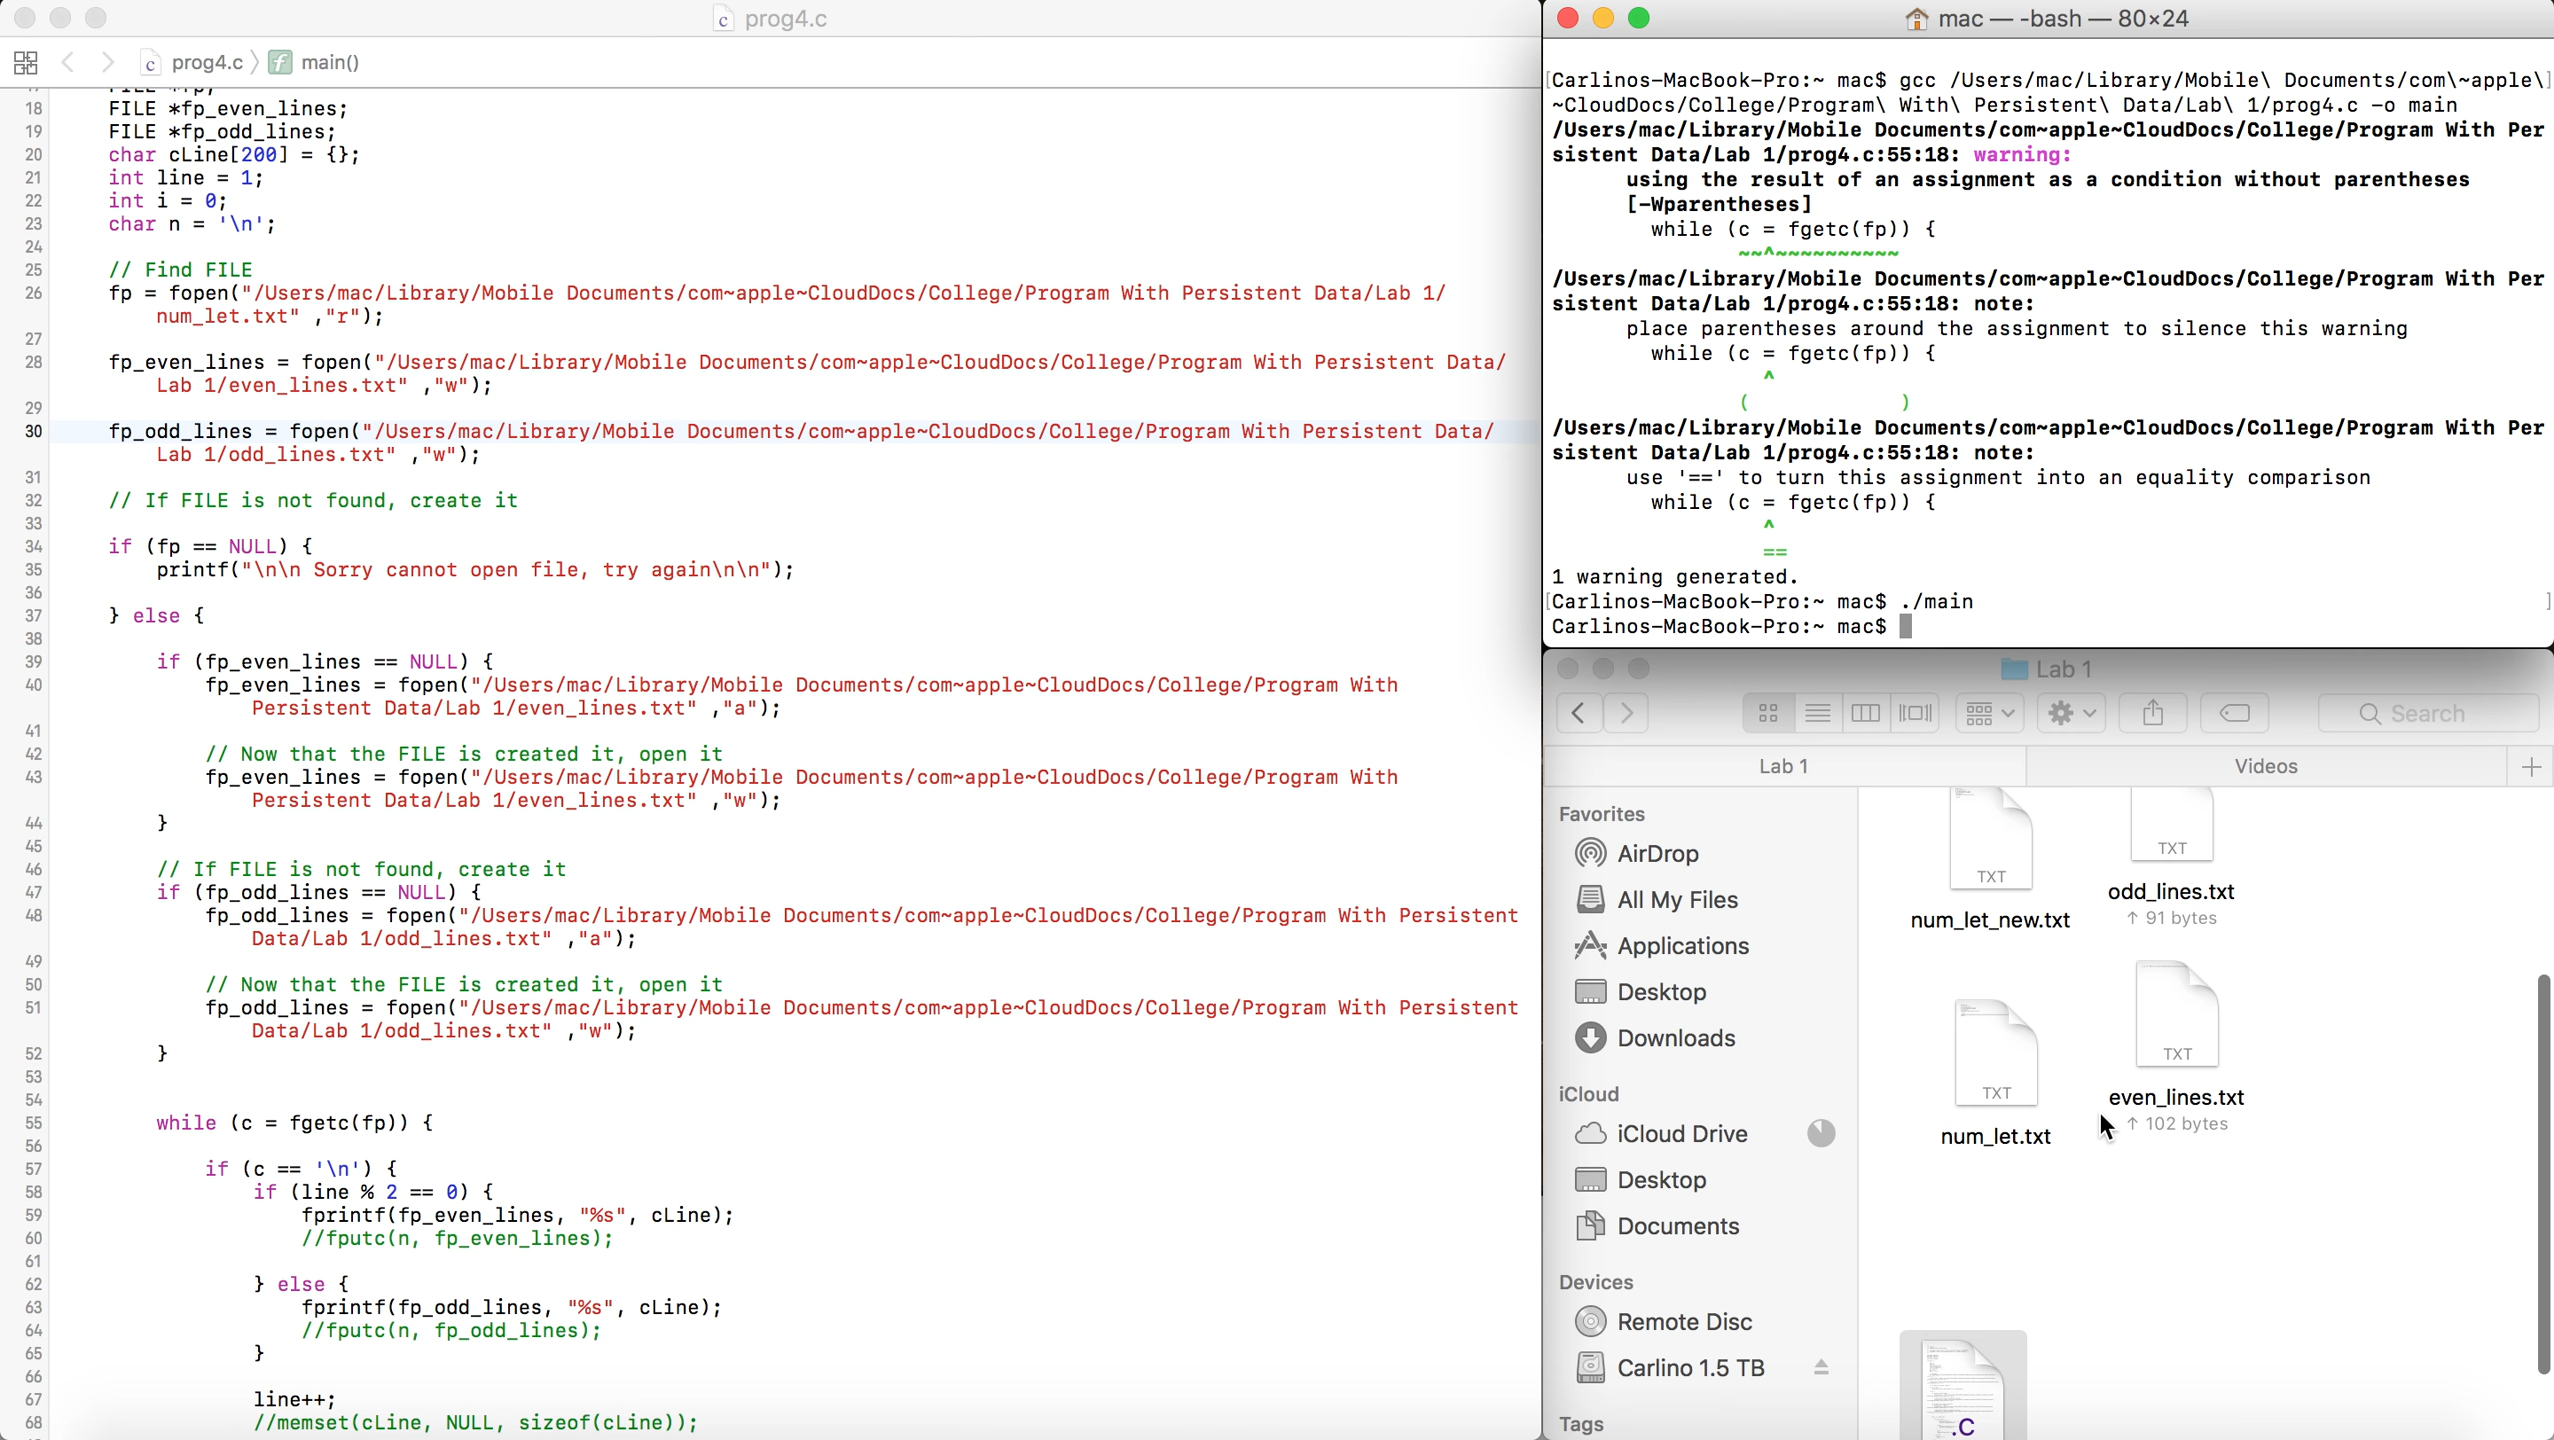 prog4.c
prog4.c
main()
18 FILE *fp_even_lines;
19 FILE *fp_odd_lines;
20 char cLine[200] = {};
21 int line = 1;
22 int i = 0;
23 char n = '\n';
24
25 // Find FILE
26 fp = fopen("/Users/mac/Library/Mobile Documents/com~apple~CloudDocs/College/Program With Persistent Data/Lab 1/
num_let.txt" ,"r");
27
28 fp_even_lines = fopen("/Users/mac/Library/Mobile Documents/com~apple~CloudDocs/College/Program With Persistent Data/
Lab 1/even_lines.txt" ,"w");
29
30 fp_odd_lines = fopen("/Users/mac/Library/Mobile Documents/com~apple~CloudDocs/College/Program With Persistent Data/
Lab 1/odd_lines.txt" ,"w");
31
32 // If FILE is not found, create it
33
34 if (fp == NULL) {
35 printf("\n\n Sorry cannot open file, try again\n\n");
36
37 } else {
38
39 if (fp_even_lines == NULL) {
40 fp_even_lines = fopen("/Users/mac/Library/Mobile Documents/com~apple~CloudDocs/College/Program With
Persistent Data/Lab 1/even_lines.txt" ,"a");
41
42 // Now that the FILE is created it, open it
43 fp_even_lines = fopen("/Users/mac/Library/Mobile Documents/com~apple~CloudDocs/College/Program With
Persistent Data/Lab 1/even_lines.txt" ,"w");
44 }
45
46 // If FILE is not found, create it
47 if (fp_odd_lines == NULL) {
48 fp_odd_lines = fopen("/Users/mac/Library/Mobile Documents/com~apple~CloudDocs/College/Program With Persistent
Data/Lab 1/odd_lines.txt" ,"a");
49
50 // Now that the FILE is created it, open it
51 fp_odd_lines = fopen("/Users/mac/Library/Mobile Documents/com~apple~CloudDocs/College/Program With Persistent
Data/Lab 1/odd_lines.txt" ,"w");
52 }
53
54
55 while (c = fgetc(fp)) {
56
57 if (c == '\n') {
58 if (line % 2 == 0) {
59 fprintf(fp_even_lines, "%s", cLine);
60 //fputc(n, fp_even_lines);
61
62 } else {
63 fprintf(fp_odd_lines, "%s", cLine);
64 //fputc(n, fp_odd_lines);
65 }
66
67 line++;
68 //memset(cLine, NULL, sizeof(cLine));
mac — -bash — 80×24
[Carlinos-MacBook-Pro:~ mac$ gcc /Users/mac/Library/Mobile\ Documents/com\~apple\]
~CloudDocs/College/Program\ With\ Persistent\ Data/Lab\ 1/prog4.c -o main
/Users/mac/Library/Mobile Documents/com~apple~CloudDocs/College/Program With Per
sistent Data/Lab 1/prog4.c:55:18: warning:
using the result of an assignment as a condition without parentheses
[-Wparentheses]
while (c = fgetc(fp)) {
~~^~~~~~~~~~~
/Users/mac/Library/Mobile Documents/com~apple~CloudDocs/College/Program With Per
sistent Data/Lab 1/prog4.c:55:18: note:
place parentheses around the assignment to silence this warning
while (c = fgetc(fp)) {
^
( )
/Users/mac/Library/Mobile Documents/com~apple~CloudDocs/College/Program With Per
sistent Data/Lab 1/prog4.c:55:18: note:
use '==' to turn this assignment into an equality comparison
while (c = fgetc(fp)) {
^
==
1 warning generated.
[Carlinos-MacBook-Pro:~ mac$ ./main ]
Carlinos-MacBook-Pro:~ mac$
Lab 1
Search
Lab 1
Videos
Favorites
AirDrop
All My Files
Applications
Desktop
Downloads
iCloud
iCloud Drive
Desktop
Documents
Devices
Remote Disc
Carlino 1.5 TB
Tags
TXT
num_let_new.txt
TXT
odd_lines.txt
↑ 91 bytes
TXT
num_let.txt
TXT
even_lines.txt
↑ 102 bytes
.C